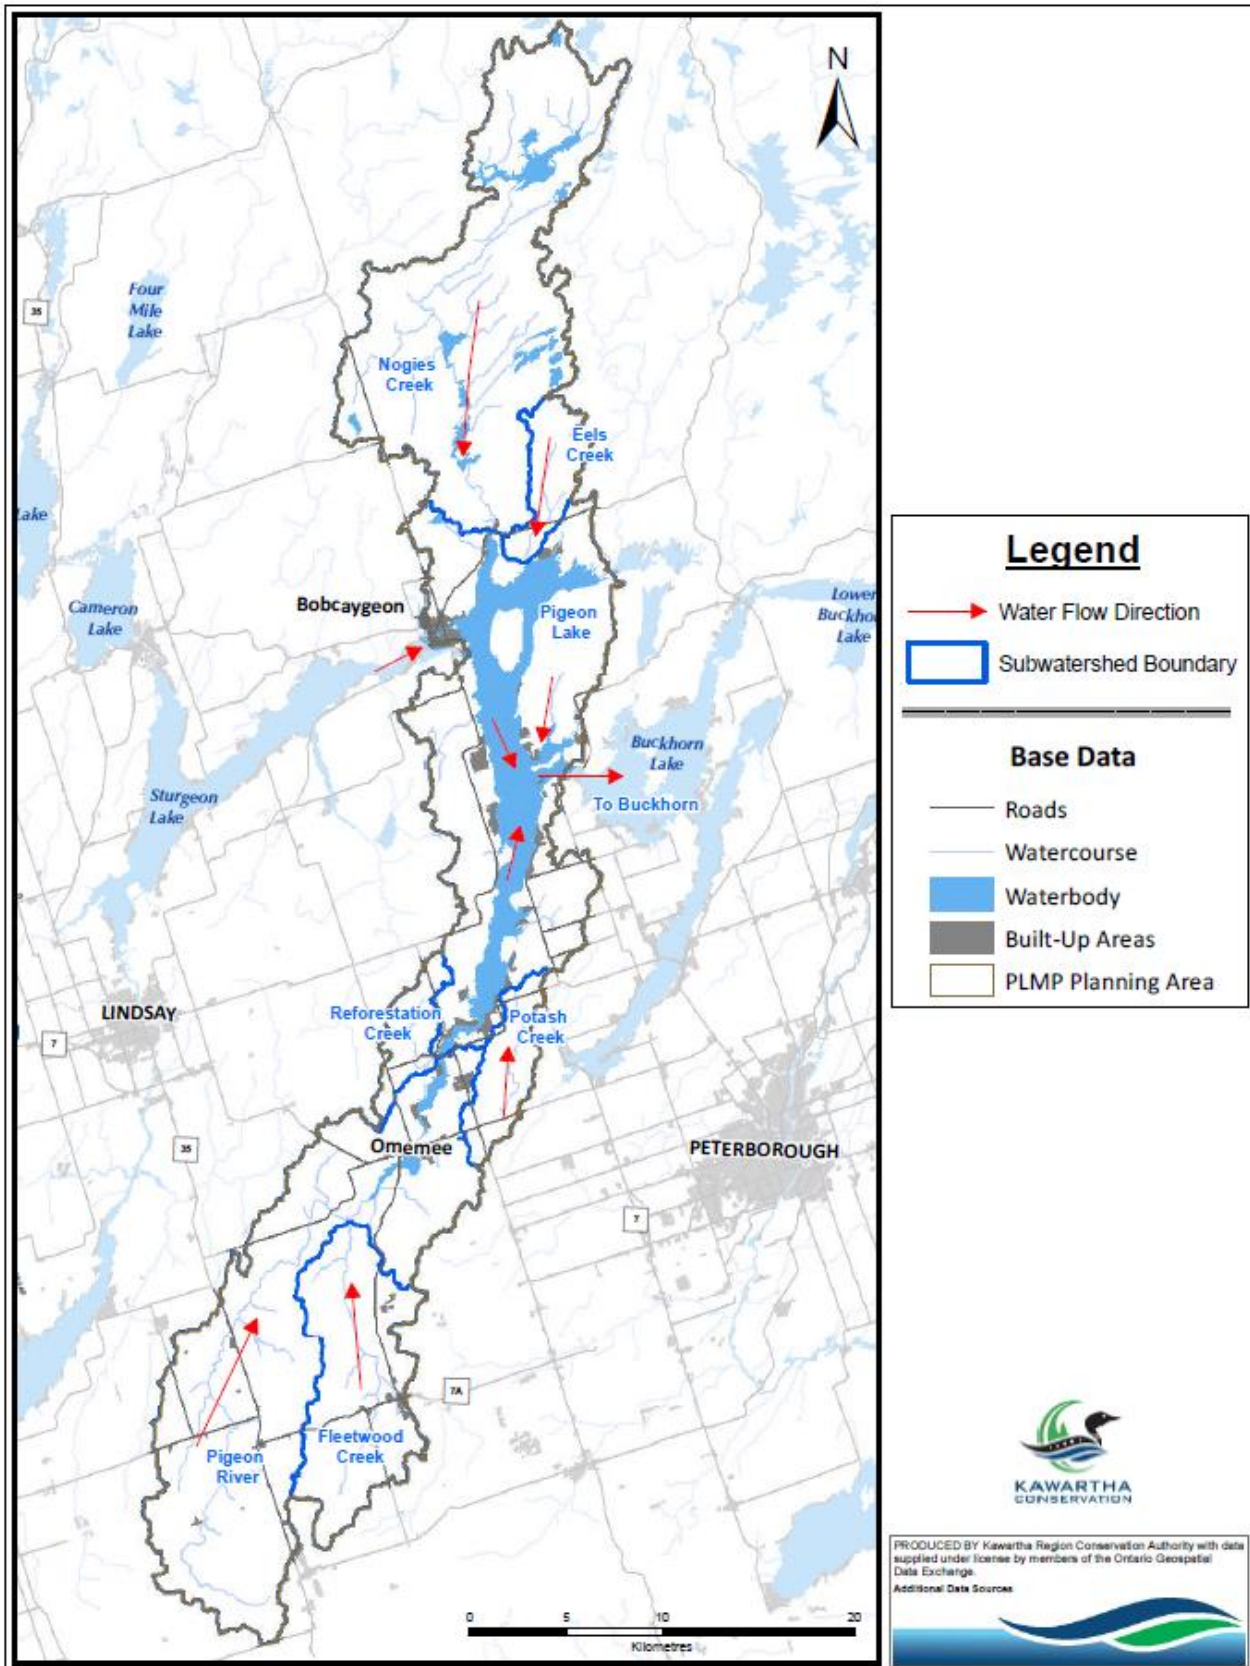 N
35
Four
Mile
Lake
Nogies
Creek
Eels
Creek
Lake
Cameron
Lake
Bobcaygeon
Pigeon
Lake
Lower
Buckho
Lake
Sturgeon
Lake
Buckhorn
Lake
To Buckhorn
LINDSAY
7
Reforestation
Creek
Potash
Creek
35
Omemee
PETERBOROUGH
7
7A
Pigeon
River
Fleetwood
Creek
0 5 10 20
Kilometres
Legend
Water Flow Direction
Subwatershed Boundary
Base Data
Roads
Watercourse
Waterbody
Built-Up Areas
PLMP Planning Area
KAWARTHA
CONSERVATION
PRODUCED BY Kawartha Region Conservation Authority with data
supplied under license by members of the Ontario Geospatial
Data Exchange.
Additional Data Sources